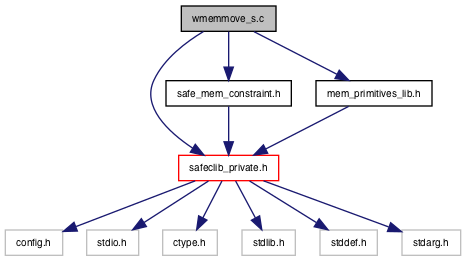 wmemmove_s.c
safe_mem_constraint.h
mem_primitives_lib.h
safeclib_private.h
config.h
stdio.h
ctype.h
stdlib.h
stddef.h
stdarg.h